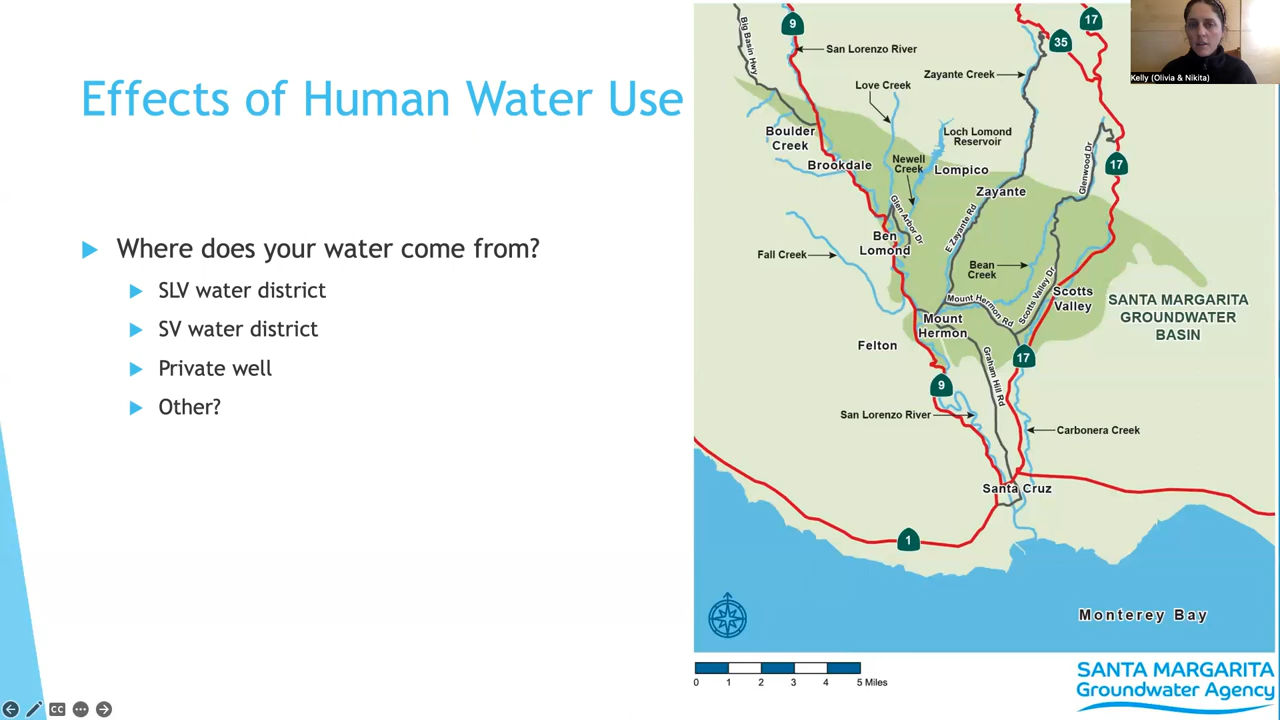 Effects of Human Water Use
Where does your water come from?
SLV water district
SV water district
Private well
Other?
9
17
35
Kelly (Olivia & Nikita)
Big Basin Hwy
San Lorenzo River
Zayante Creek
Love Creek
Boulder
Creek
Loch Lomond
Reservoir
Brookdale
Newell
Creek
Lompico
Glenwood Dr
17
Zayante
Glen Arbor Dr
E Zayante Rd
Ben
Lomond
Fall Creek
Bean
Creek
Scotts Valley Dr
Scotts
Valley
Mount Hermon Rd
SANTA MARGARITA
GROUNDWATER
BASIN
Mount
Hermon
Felton
Graham Hill Rd
17
9
San Lorenzo River
Carbonera Creek
Santa Cruz
1
Monterey Bay
0 1 2 3 4 5 Miles
SANTA MARGARITA
Groundwater Agency
CC